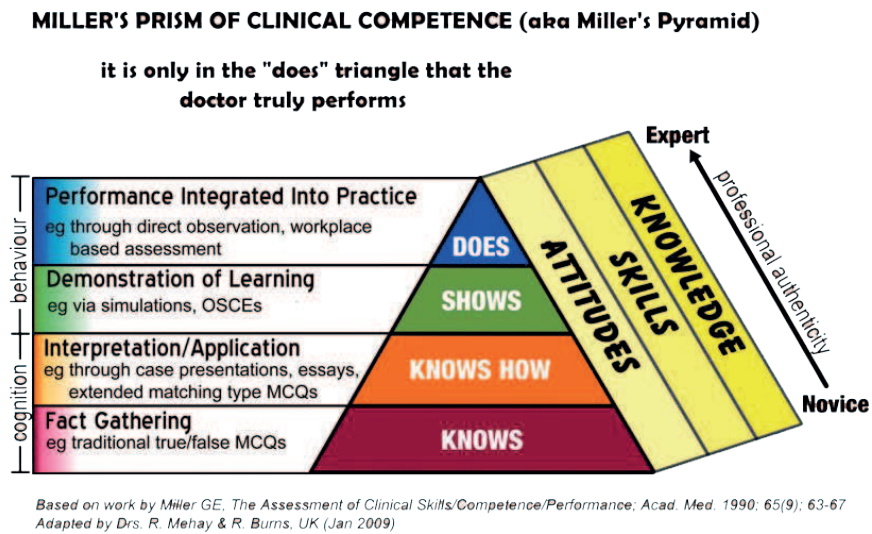 MILLER'S PRISM OF CLINICAL COMPETENCE (aka Miller's Pyramid)
it is only in the "does" triangle that the
doctor truly performs
Expert
professional authenticity
Novice
behaviour
cognition
Performance Integrated Into Practice
eg through direct observation, workplace
based assessment
DOES
Demonstration of Learning
eg via simulations, OSCEs
SHOWS
Interpretation/Application
eg through case presentations, essays,
extended matching type MCQs
KNOWS HOW
Fact Gathering
eg traditional true/false MCQs
KNOWS
ATTITUDES
SKILLS
KNOWLEDGE
Based on work by Miller GE, The Assessment of Clinical Skills/Competence/Performance; Acad. Med. 1990; 65(9); 63-67
Adapted by Drs. R. Mehay & R. Burns, UK (Jan 2009)